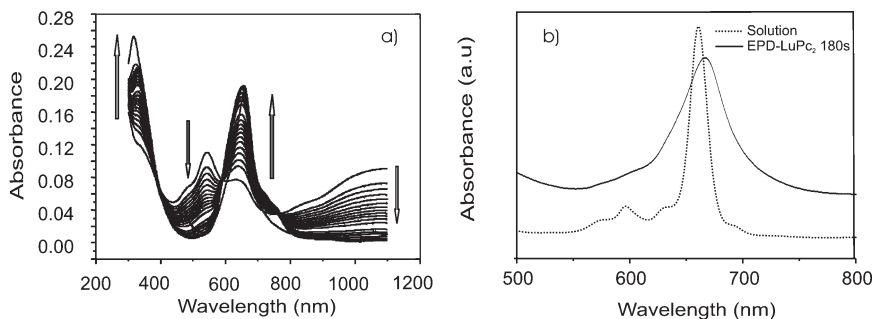 a)
0.28
0.24
0.20
0.16
0.12
0.08
0.04
0.00
Absorbance
200 400 600 800 1000 1200
Wavelength (nm)
b)
Solution
EPD-LuPc₂ 180s
Absorbance (a.u)
500 600 700 800
Wavelength (nm)